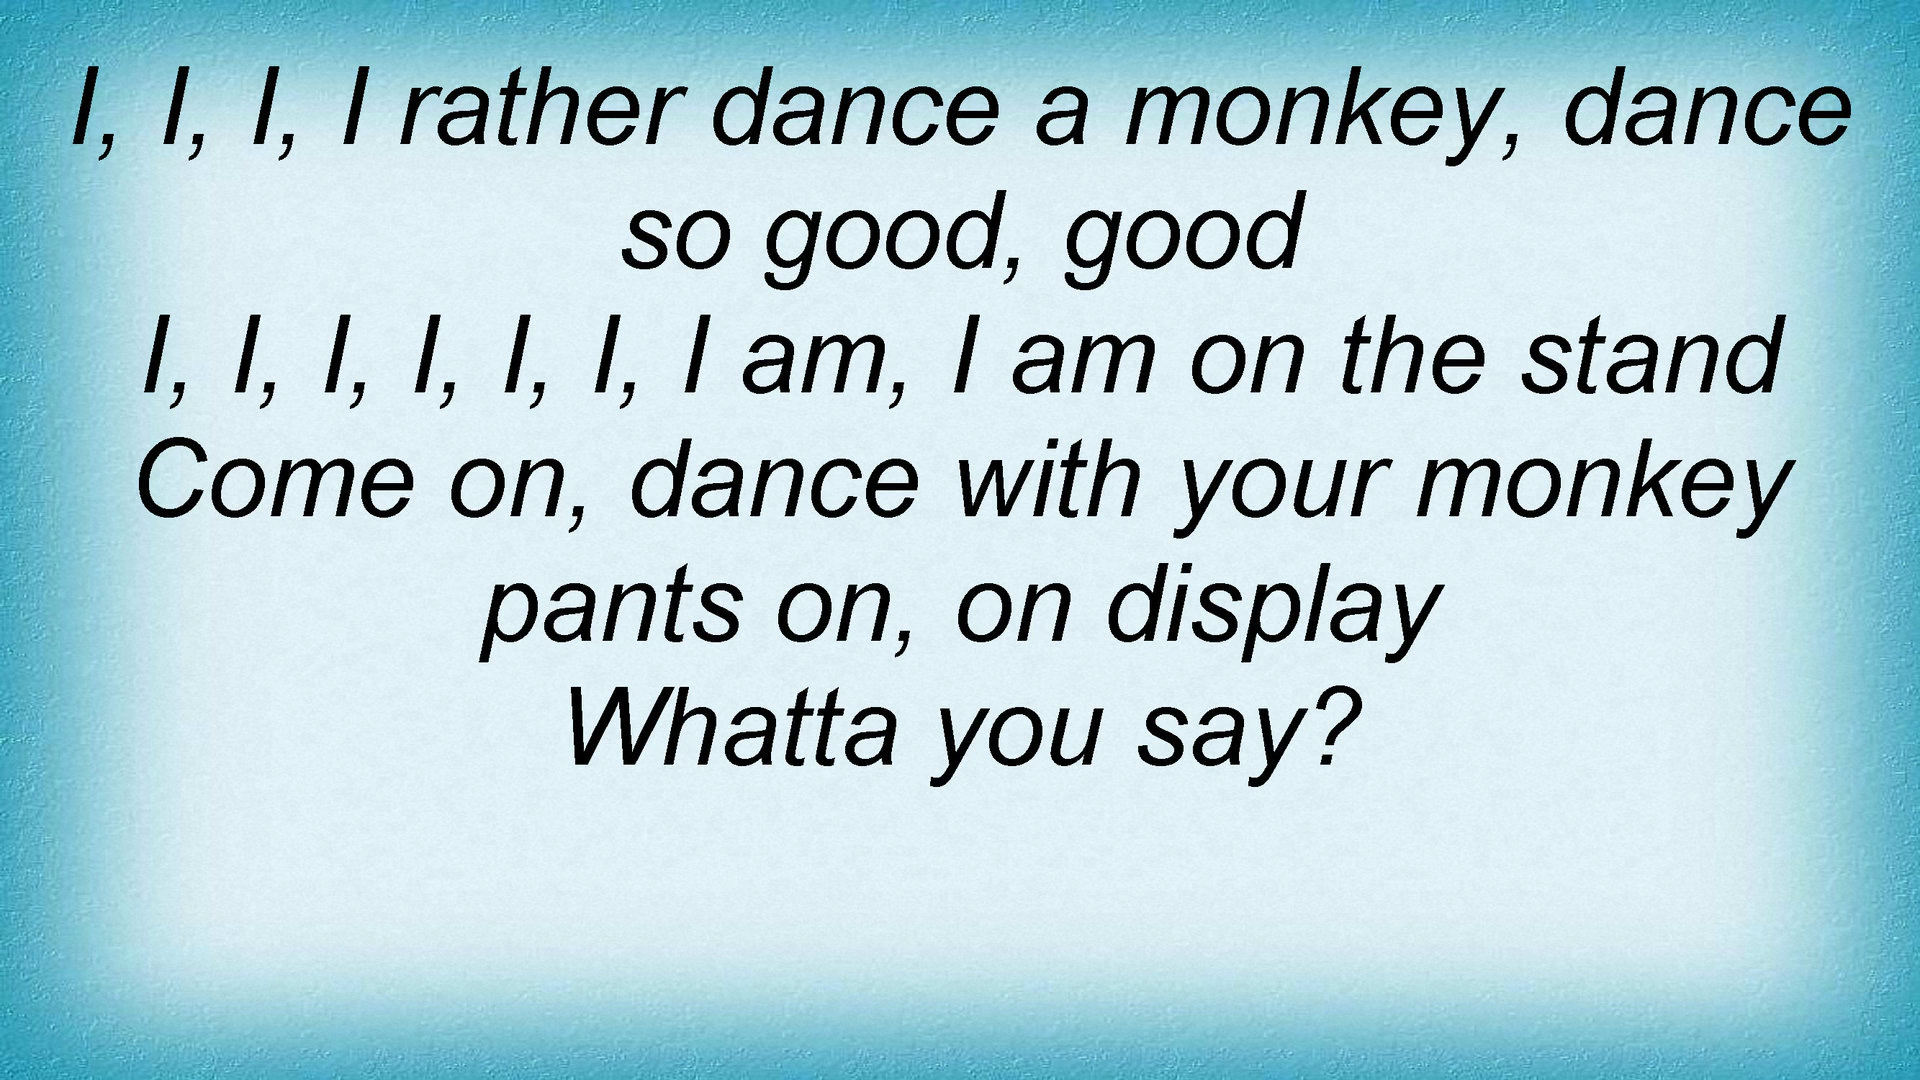 I, I, I, I rather dance a monkey, dance
so good, good
I, I, I, I, I, I, I am, I am on the stand
Come on, dance with your monkey
pants on, on display
Whatta you say?